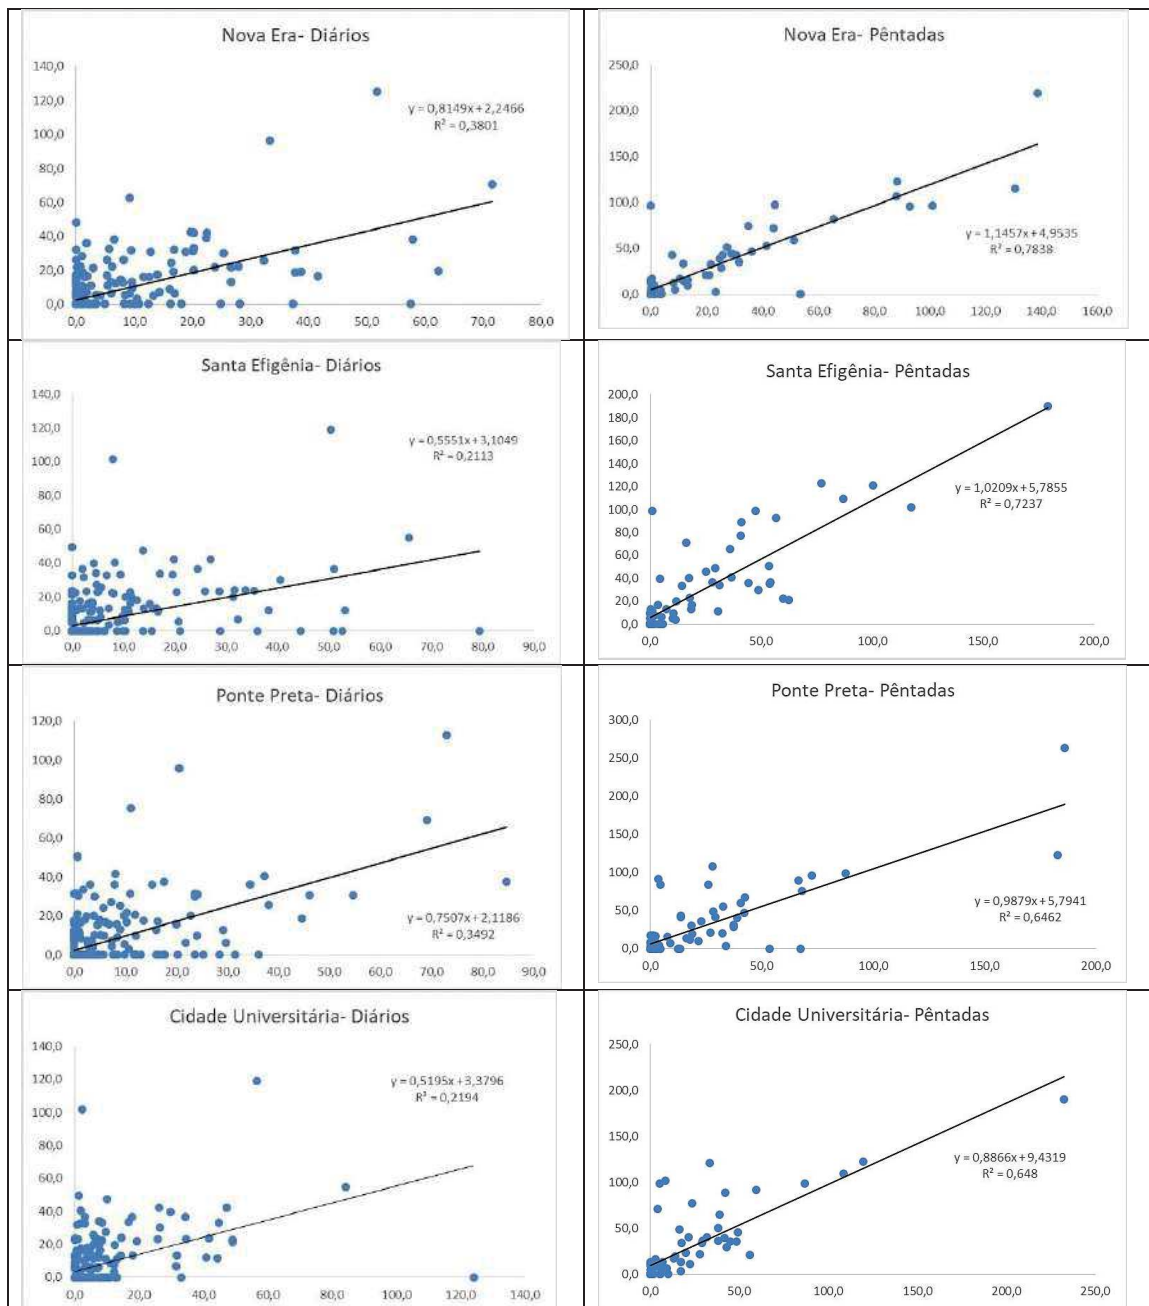 Nova Era- Diários
140,0
120,0
100,0
80,0
60,0
40,0
20,0
0,0
y = 0,8149x + 2,2466
R² = 0,3801
0,0 10,0 20,0 30,0 40,0 50,0 60,0 70,0 80,0
Nova Era- Pêntadas
250,0
200,0
150,0
100,0
50,0
0,0
y = 1,1457x + 4,9535
R² = 0,7838
0,0 20,0 40,0 60,0 80,0 100,0 120,0 140,0 160,0
Santa Efigênia- Diários
140,0
120,0
100,0
80,0
60,0
40,0
20,0
0,0
y = 0,5551x + 3,1049
R² = 0,2113
0,0 10,0 20,0 30,0 40,0 50,0 60,0 70,0 80,0 90,0
Santa Efigênia- Pêntadas
200,0
180,0
160,0
140,0
120,0
100,0
80,0
60,0
40,0
20,0
0,0
y = 1,0209x + 5,7855
R² = 0,7237
0,0 50,0 100,0 150,0 200,0
Ponte Preta- Diários
120,0
100,0
80,0
60,0
40,0
20,0
0,0
y = 0,7507x + 2,1186
R² = 0,3492
0,0 10,0 20,0 30,0 40,0 50,0 60,0 70,0 80,0 90,0
Ponte Preta- Pêntadas
300,0
250,0
200,0
150,0
100,0
50,0
0,0
y = 0,9879x + 5,7941
R² = 0,6462
0,0 50,0 100,0 150,0 200,0
Cidade Universitária- Diários
140,0
120,0
100,0
80,0
60,0
40,0
20,0
0,0
y = 0,5195x + 3,3796
R² = 0,2194
0,0 20,0 40,0 60,0 80,0 100,0 120,0 140,0
Cidade Universitária- Pêntadas
250,0
200,0
150,0
100,0
50,0
0,0
y = 0,8866x + 9,4319
R² = 0,648
0,0 50,0 100,0 150,0 200,0 250,0